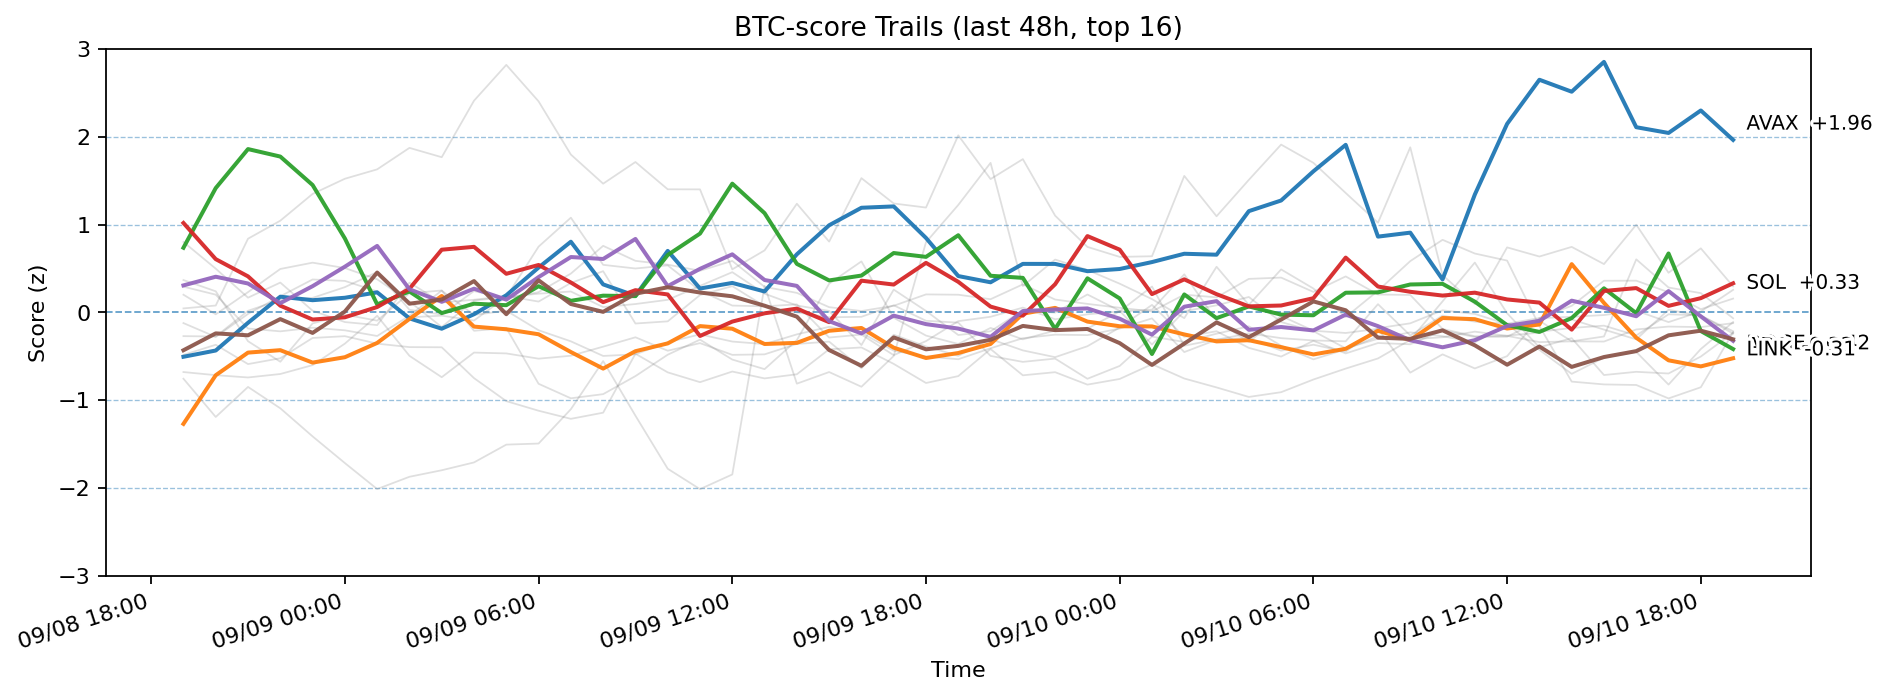 BTC-score Trails (last 48h, top 16)
3
2
1
0
−1
−2
−3
Score (z)
AVAX +1.96
SOL +0.33
LINK -0.31
09/08 18:00
09/09 00:00
09/09 06:00
09/09 12:00
09/09 18:00
09/10 00:00
09/10 06:00
09/10 12:00
09/10 18:00
Time